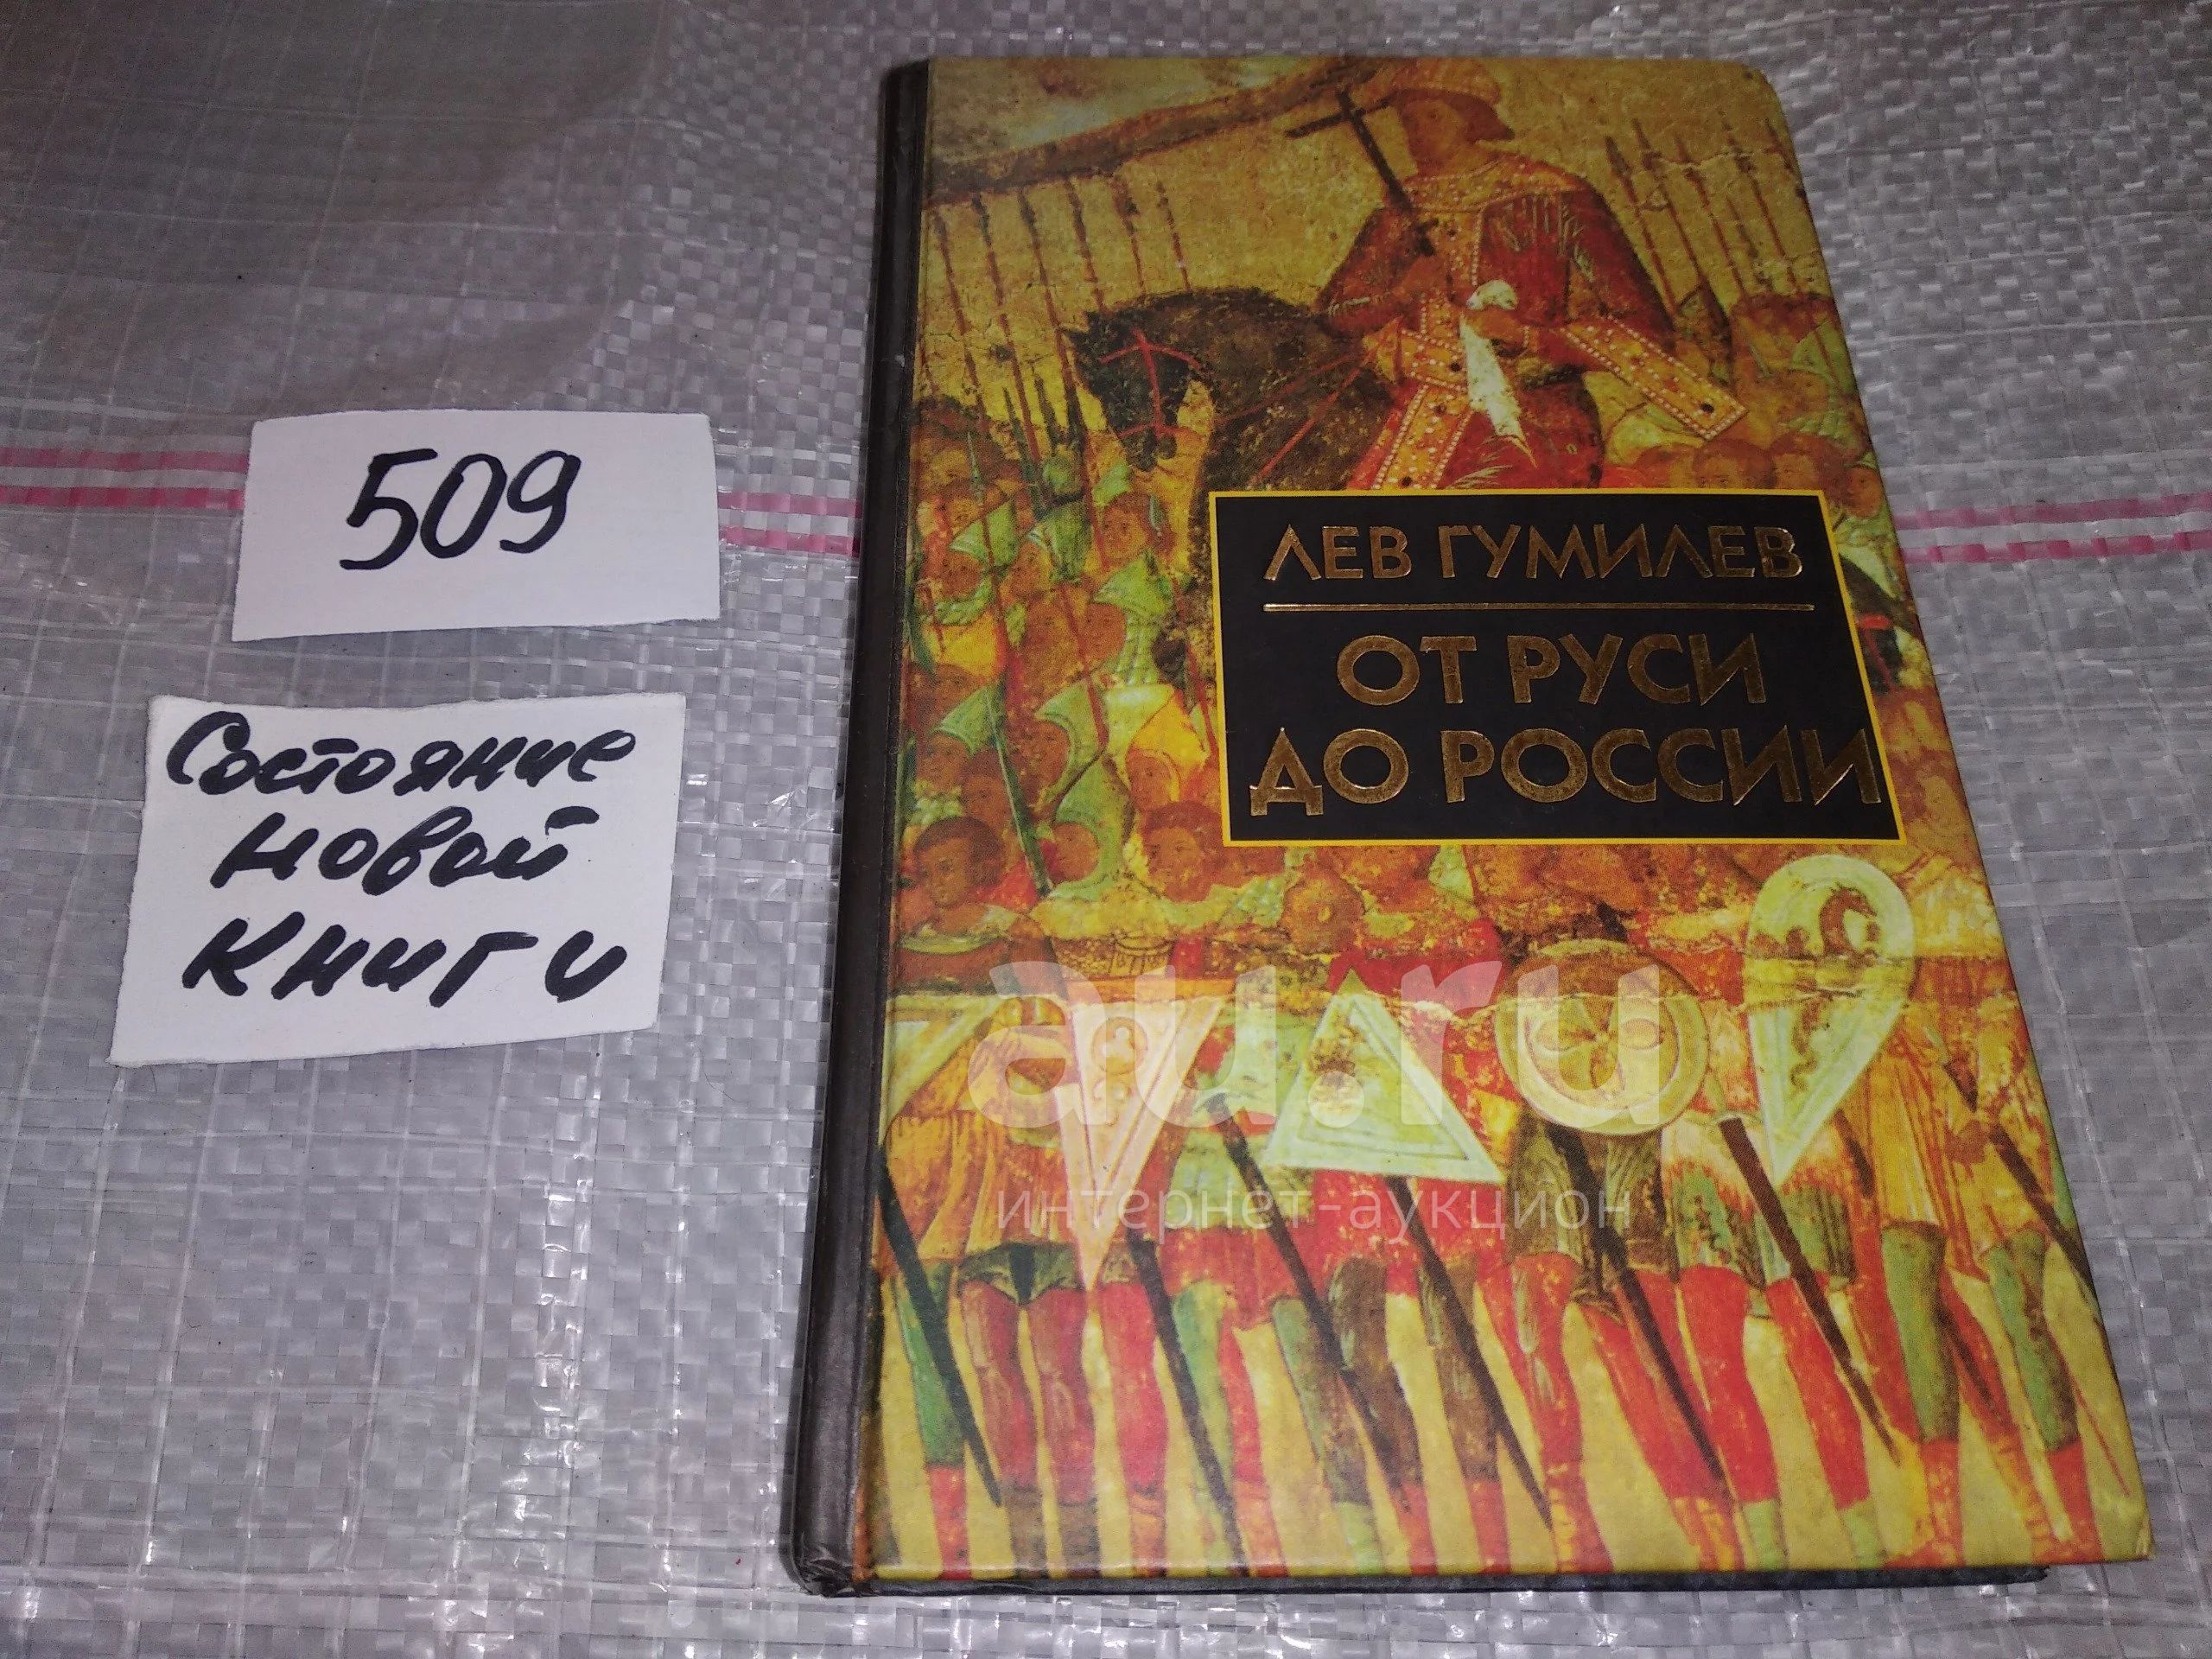 509
Состояние
новой
книги
ЛЕВ ГУМИЛЕВ
ОТ РУСИ
ДО РОССИИ
au.ru
интернет-аукцион